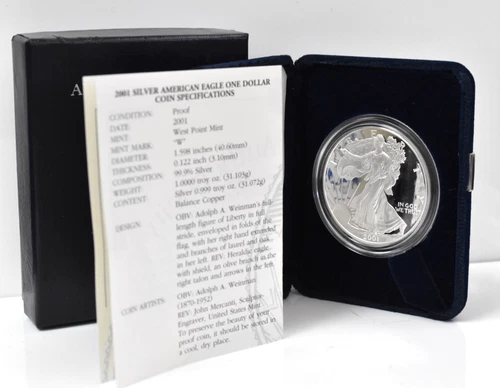 A
2001 SILVER AMERICAN EAGLE ONE DOLLAR
COIN SPECIFICATIONS
CONDITION: Proof
DATE: 2001
MINT: West Point Mint
MINT MARK: "W"
DIAMETER: 1.598 inches (40.60mm)
THICKNESS: 0.122 inch (3.10mm)
COMPOSITION: 99.9% Silver
WEIGHT: 1.0000 troy oz. (31.103g)
CONTENT: Silver 0.999 troy oz. (31.072g)
Balance Copper
DESIGN: OBV: Adolph A. Weinman's full-
length figure of Liberty in full
stride, enveloped in folds of the
flag, with her right hand extended
and branches of laurel and oak
in her left. REV: Heraldic eagle
with shield, an olive branch in the
right talon and arrows in the left.
COIN ARTISTS: OBV: Adolph A. Weinman
(1870-1952)
REV: John Mercanti, Sculptor-
Engraver, United States Mint
To preserve the beauty of your
proof coin, it should be stored in
a cool, dry place.
IN GOD
WE TRUST
2001